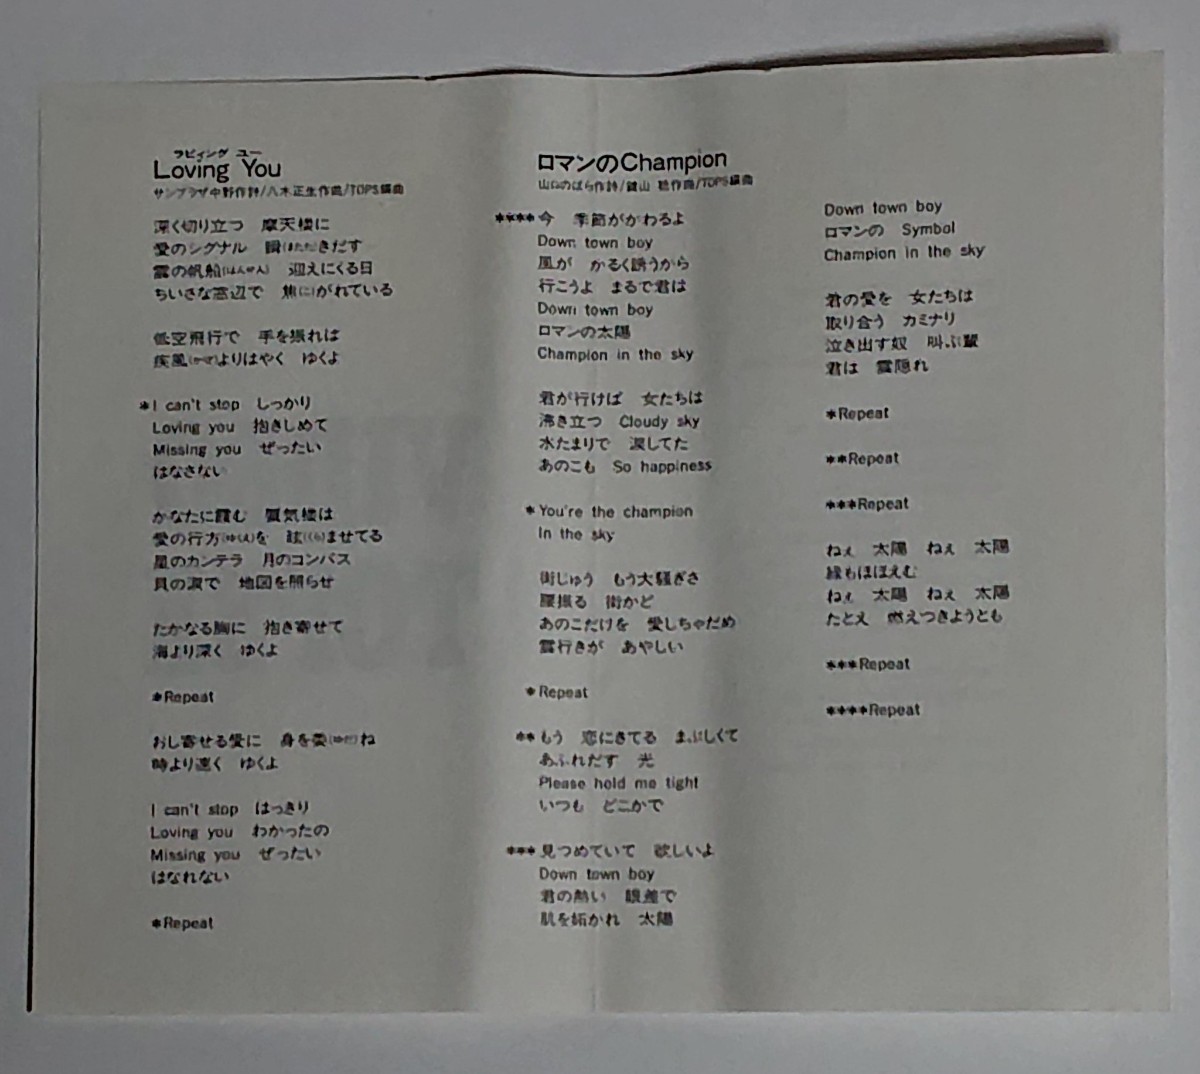 ラビィング ユー
Loving You
サンプラザ中野作詩/八木正生作曲/TOPS編曲
深く切り立つ 摩天楼に
愛のシグナル 瞬(またた)きだす
雲の帆船(はんせん) 迎えにくる日
ちいさな窓辺で 焦(こ)がれている
低空飛行で 手を振れば
疾風(かぜ)よりはやく ゆくよ
*I can't stop しっかり
Loving you 抱きしめて
Missing you ぜったい
はなさない
かなたに霞む 蜃気楼は
愛の行方(ゆくえ)を 眩(くら)ませてる
星のカンテラ 月のコンパス
貝の涙で 地図を照らせ
たかなる胸に 抱き寄せて
海より深く ゆくよ
*Repeat
おし寄せる愛に 身を委(ゆだ)ね
時より速く ゆくよ
I can't stop はっきり
Loving you わかったの
Missing you ぜったい
はなれない
*Repeat
ロマンのChampion
山口のばら作詩/鍵山 稔作曲/TOPS編曲
****今 季節がかわるよ
Down town boy
風が かるく誘うから
行こうよ まるで君は
Down town boy
ロマンの太陽
Champion in the sky
君が行けば 女たちは
沸き立つ Cloudy sky
水たまりで 涙してた
あのこも So happiness
*You're the champion
In the sky
街じゅう もう大騒ぎさ
腰振る 街かど
あのこだけを 愛しちゃだめ
雲行きが あやしい
*Repeat
**もう 恋にきてる まぶしくて
あふれだす 光
Please hold me tight
いつも どこかで
***見つめていて 欲しいよ
Down town boy
君の熱い 眼差で
肌を妬かれ 太陽
Down town boy
ロマンの Symbol
Champion in the sky
君の愛を 女たちは
取り合う カミナリ
泣き出す奴 叫ぶ輩
君は 雲隠れ
*Repeat
**Repeat
***Repeat
ねぇ 太陽 ねぇ 太陽
緑もほほえむ
ねぇ 太陽 ねぇ 太陽
たとえ 燃えつきようとも
***Repeat
****Repeat